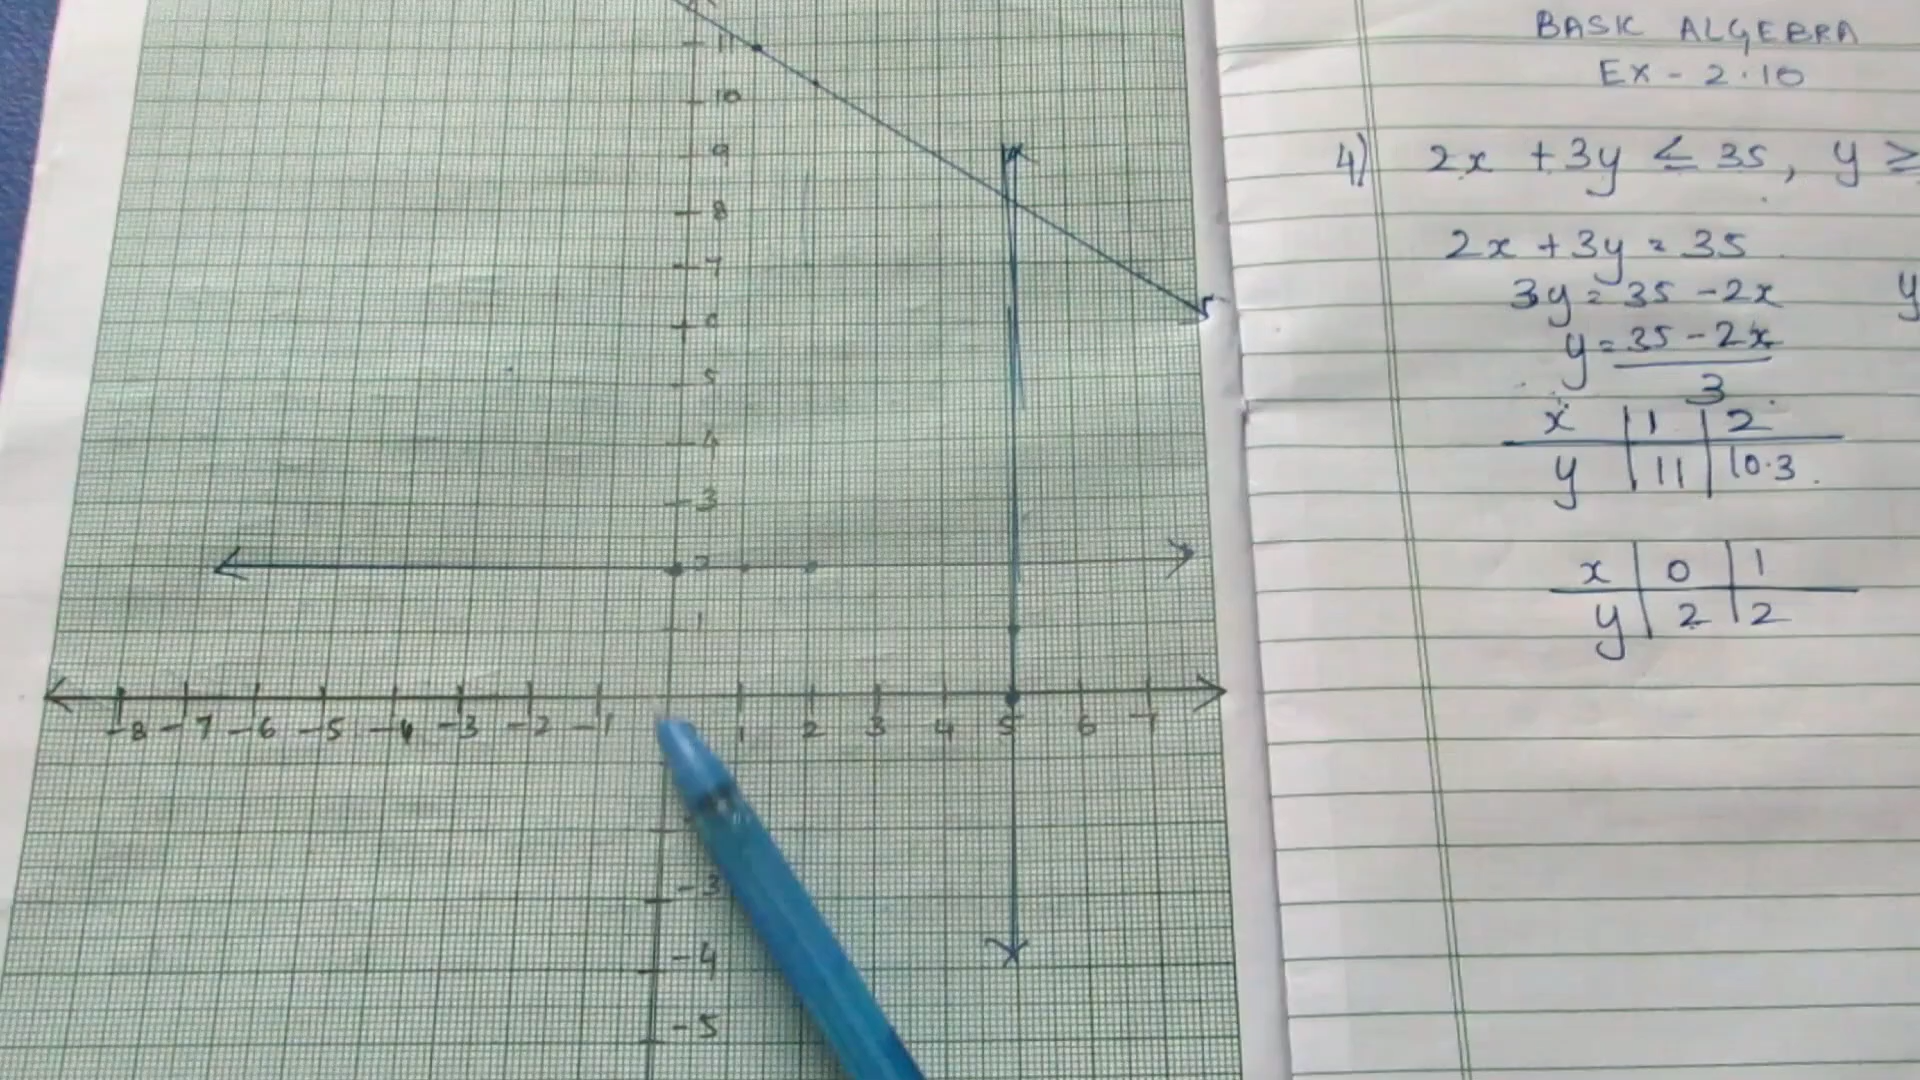 11
10
9
8
7
6
5
4
3
2
1
-8 -7 -6 -5 -4 -3 -2 -1 1 2 3 4 5 6 7
-3
-4
-5
BASIC ALGEBRA
EX - 2.10
4) 2x + 3y ≤ 35, y ≥
2x + 3y = 35
3y = 35 - 2x y
y = 35 - 2x
3
x 1 2
y 11 10.3
x 0 1
y 2 2